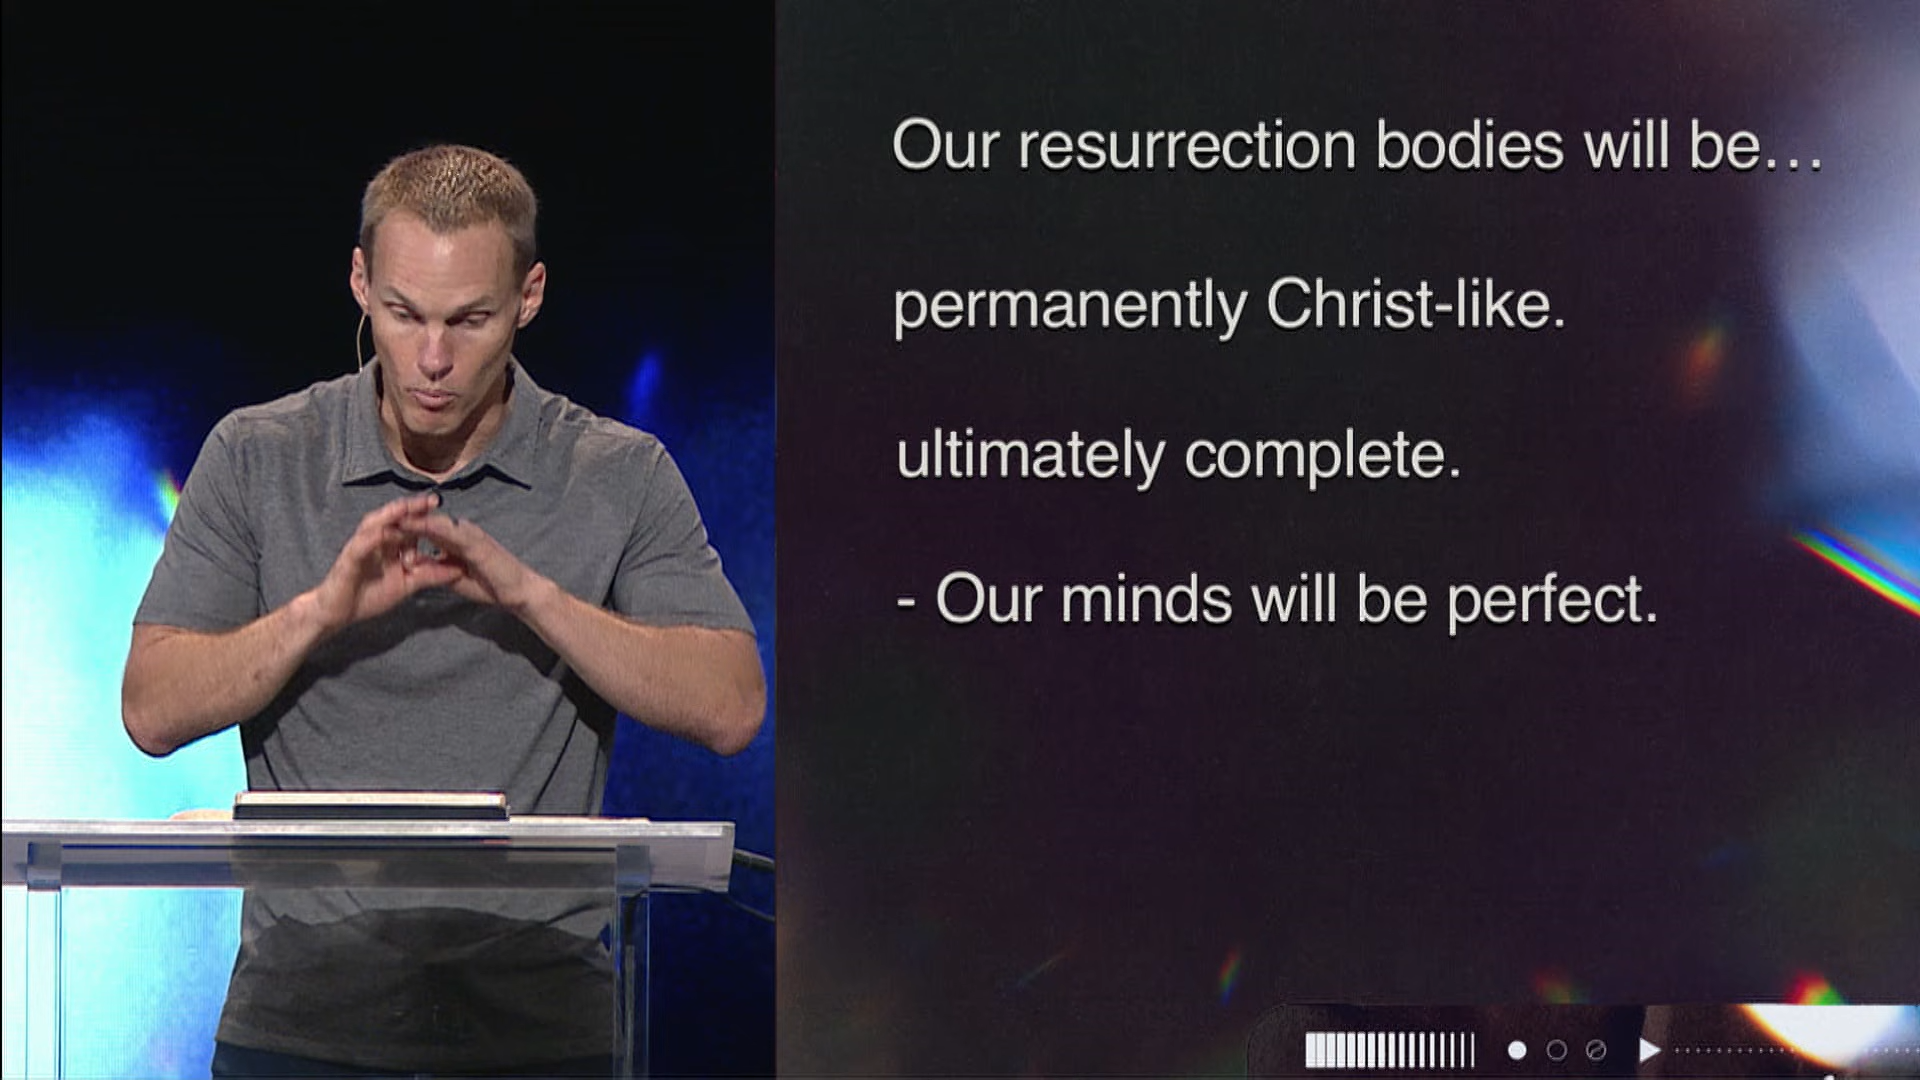 Our resurrection bodies will be…
permanently Christ-like.
ultimately complete.
- Our minds will be perfect.